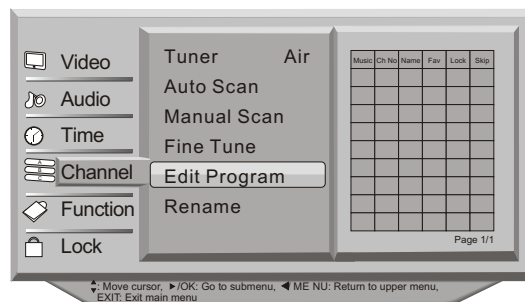 Video
Audio
Time
Channel
Function
Lock
Tuner Air
Auto Scan
Manual Scan
Fine Tune
Edit Program
Rename
Music Ch No Name Fav Lock Skip
Page 1/1
: Move cursor, ►/OK: Go to submenu, ◄ ME NU: Return to upper menu,
EXIT: Exit main menu